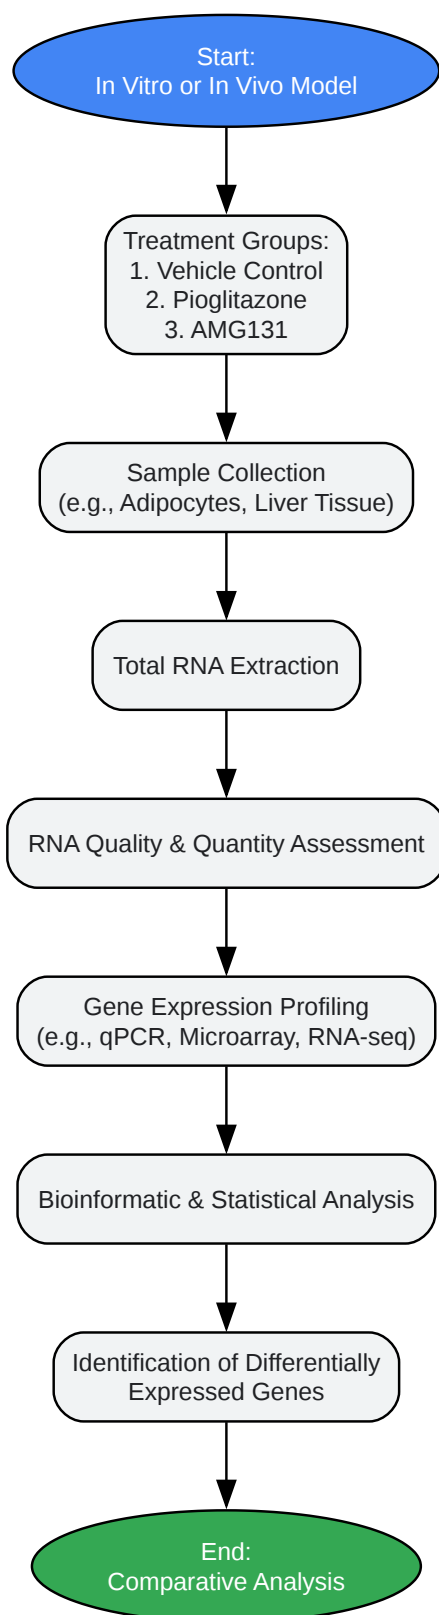 Start:
In Vitro or In Vivo Model
Treatment Groups:
1. Vehicle Control
2. Pioglitazone
3. AMG131
Sample Collection
(e.g., Adipocytes, Liver Tissue)
Total RNA Extraction
RNA Quality & Quantity Assessment
Gene Expression Profiling
(e.g., qPCR, Microarray, RNA-seq)
Bioinformatic & Statistical Analysis
Identification of Differentially
Expressed Genes
End:
Comparative Analysis